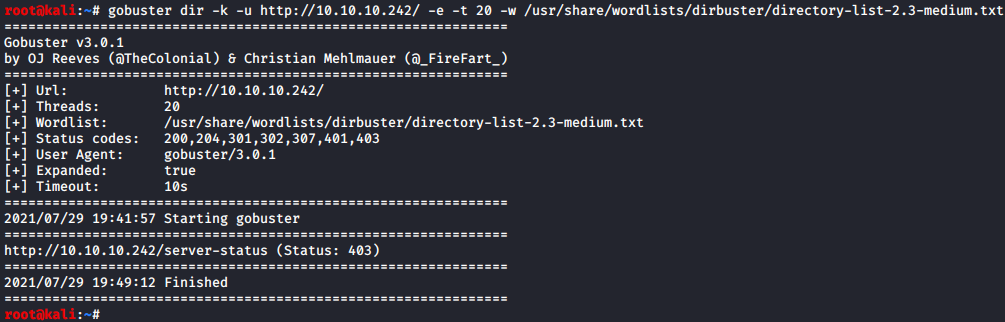 root@kali:~# gobuster dir -k -u http://10.10.10.242/ -e -t 20 -w /usr/share/wordlists/dirbuster/directory-list-2.3-medium.txt
===============================================================
Gobuster v3.0.1
by OJ Reeves (@TheColonial) & Christian Mehlmauer (@_FireFart_)
===============================================================
[+] Url:            http://10.10.10.242/
[+] Threads:        20
[+] Wordlist:       /usr/share/wordlists/dirbuster/directory-list-2.3-medium.txt
[+] Status codes:   200,204,301,302,307,401,403
[+] User Agent:     gobuster/3.0.1
[+] Expanded:       true
[+] Timeout:        10s
===============================================================
2021/07/29 19:41:57 Starting gobuster
===============================================================
http://10.10.10.242/server-status (Status: 403)
===============================================================
2021/07/29 19:49:12 Finished
===============================================================
root@kali:~#